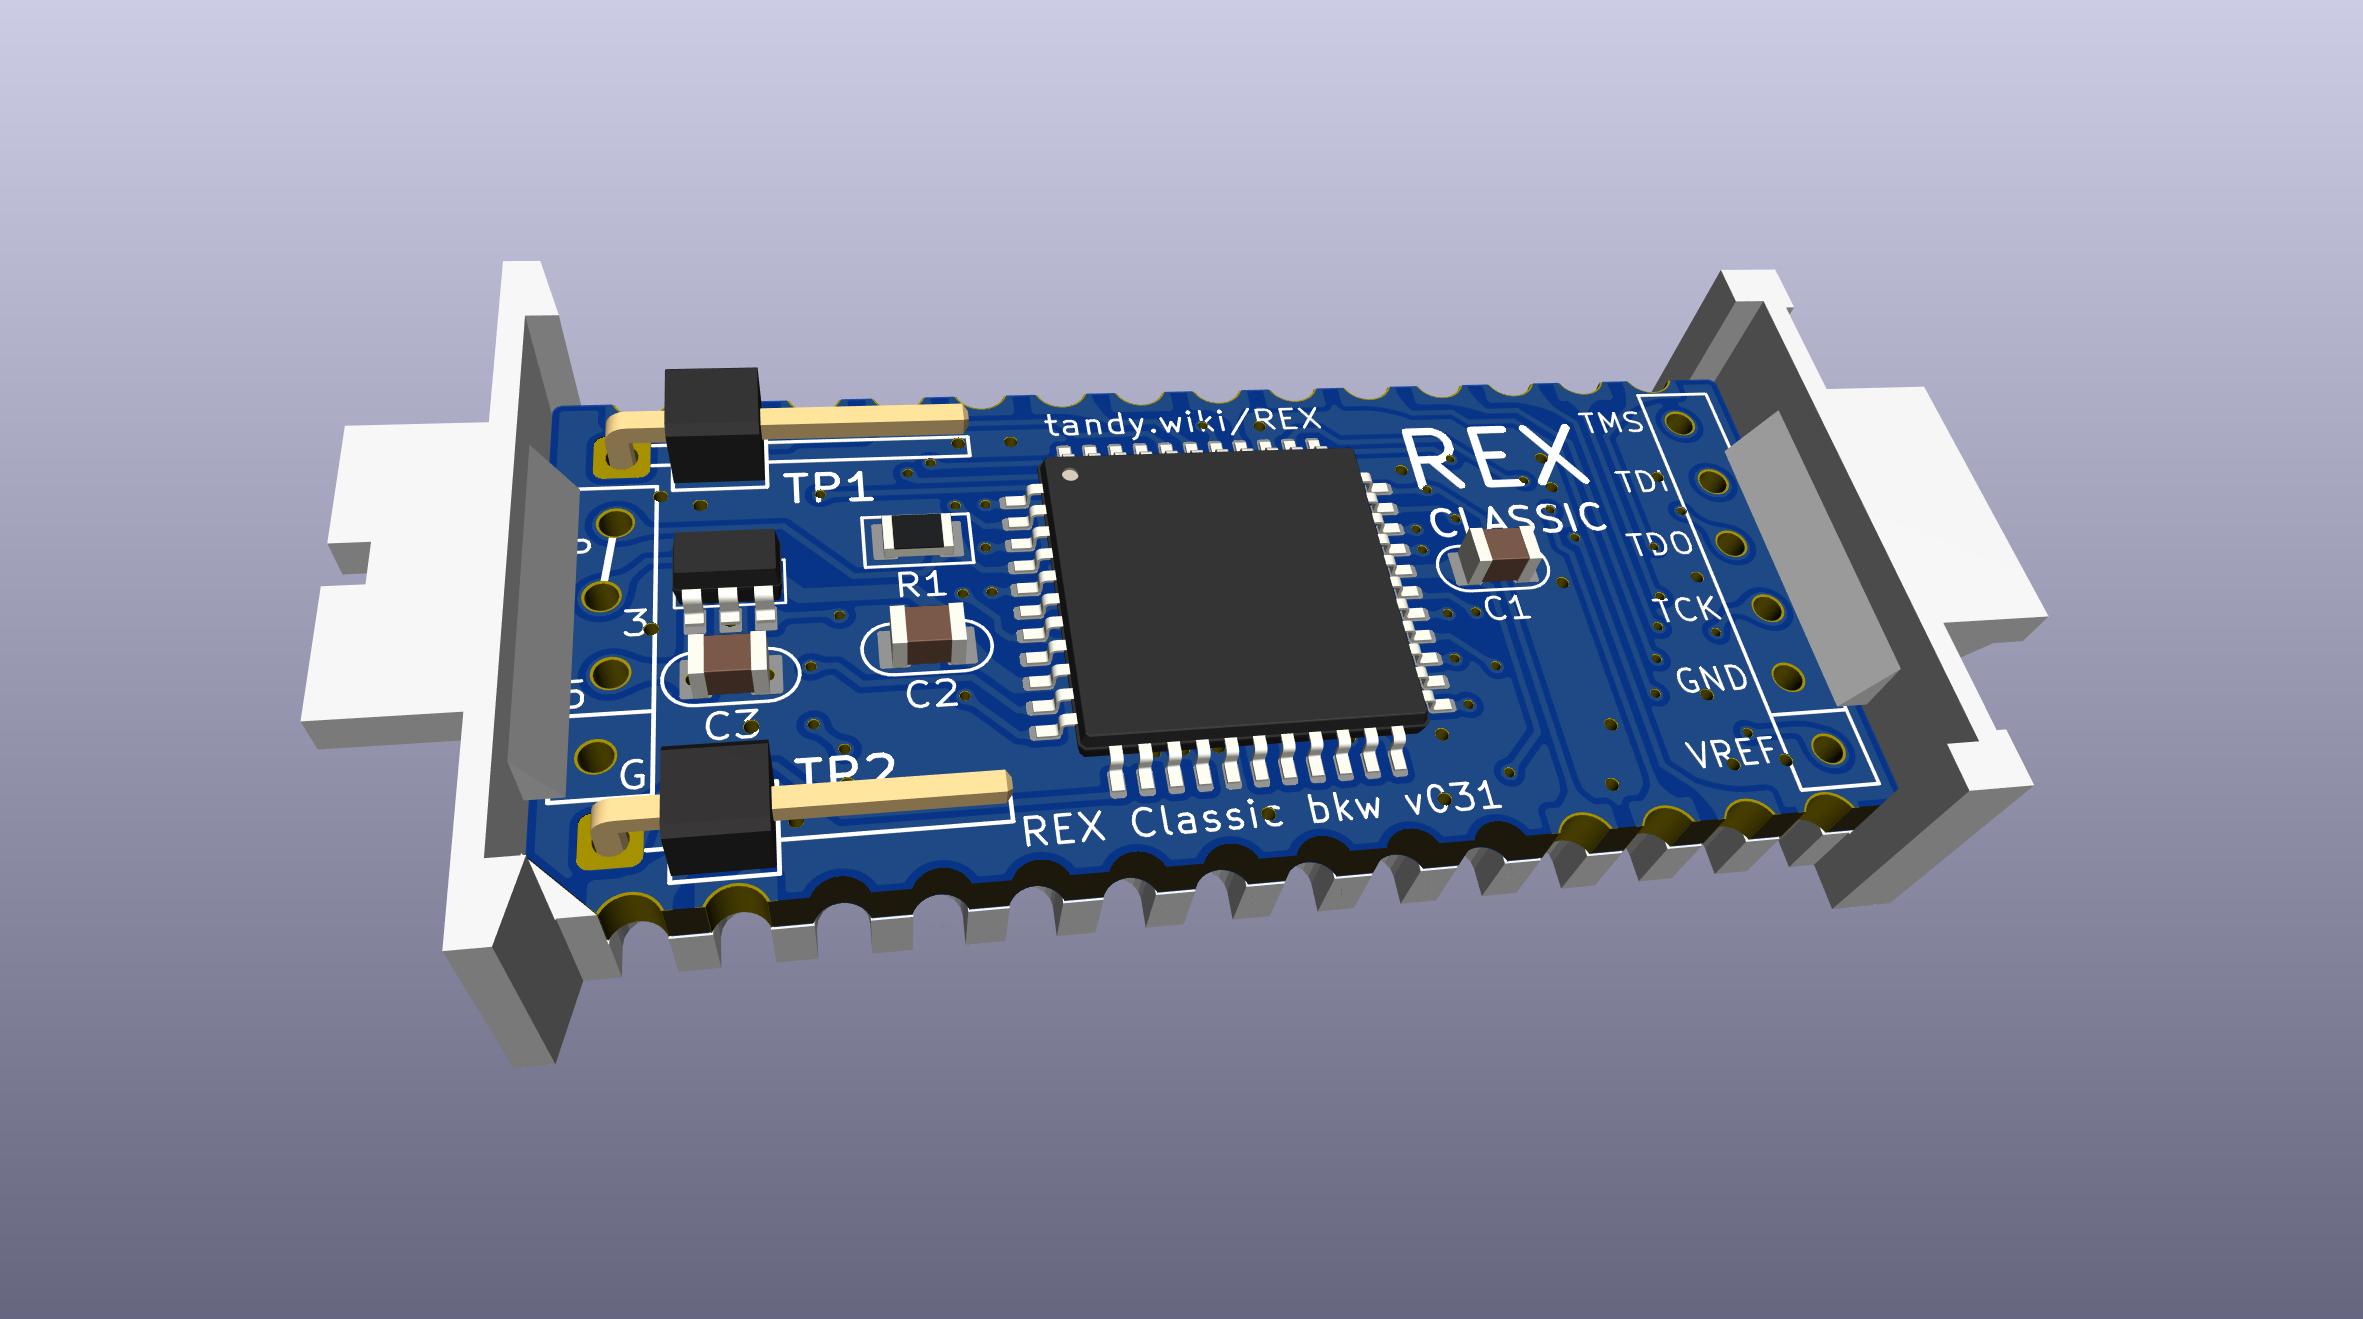 tandy.wiki/REX
REX
CLASSIC
TMS
TDI
TDO
TCK
GND
VREF
TP1
R1
C1
P
3
5
G
C2
C3
TP2
REX Classic bkw v031